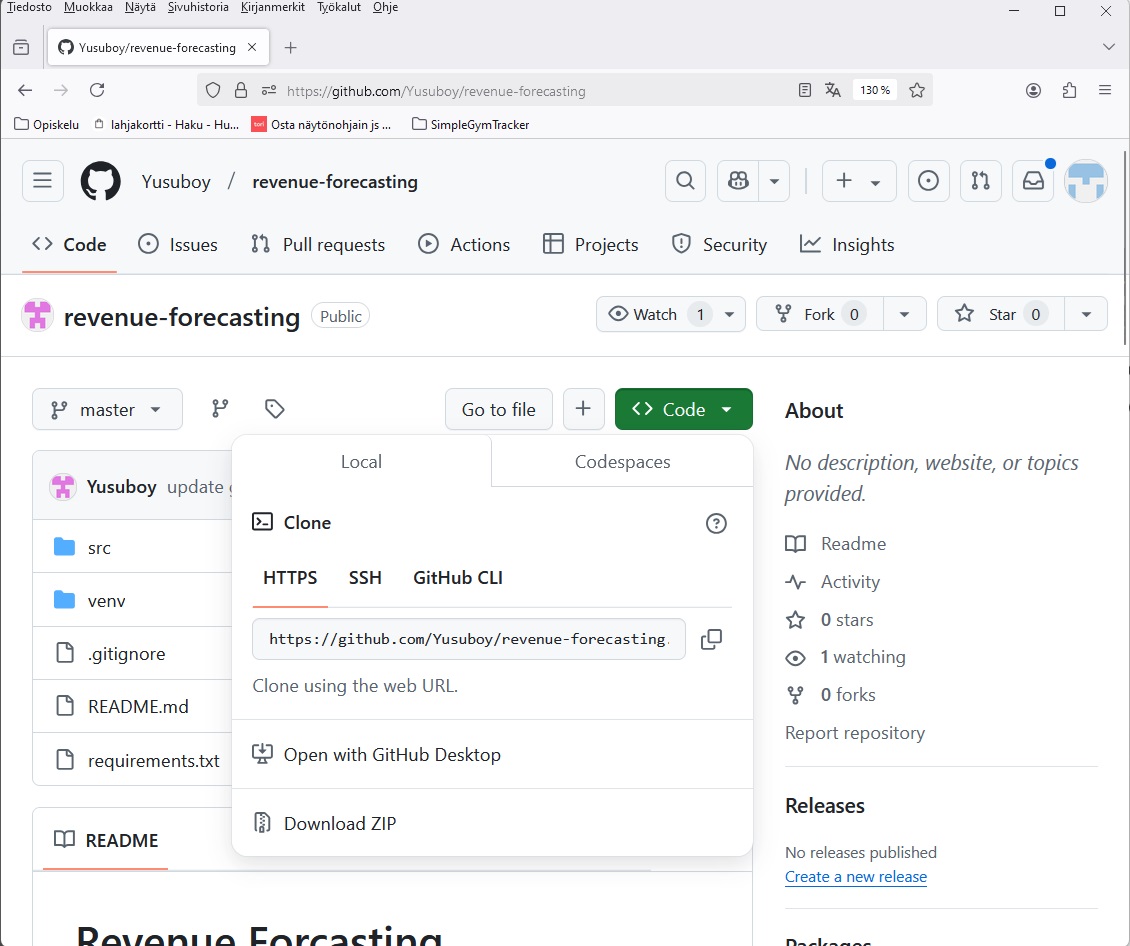 Tiedosto Muokkaa Näytä Sivuhistoria Kirjanmerkit Työkalut Ohje
Yusuboy/revenue-forecasting
https://github.com/Yusuboy/revenue-forecasting
130 %
Opiskelu lahjakortti - Haku - Hu... tori Osta näytönohjain ja ... SimpleGymTracker
Yusuboy / revenue-forecasting
Code Issues Pull requests Actions Projects Security Insights
revenue-forecasting Public
Watch 1 Fork 0 Star 0
master Go to file Code
Local Codespaces
Yusuboy update
Clone
HTTPS SSH GitHub CLI
https://github.com/Yusuboy/revenue-forecasting.
Clone using the web URL.
Open with GitHub Desktop
Download ZIP
src
venv
.gitignore
README.md
requirements.txt
README
Revenue Forcasting
About
No description, website, or topics
provided.
Readme
Activity
0 stars
1 watching
0 forks
Report repository
Releases
No releases published
Create a new release
Packages